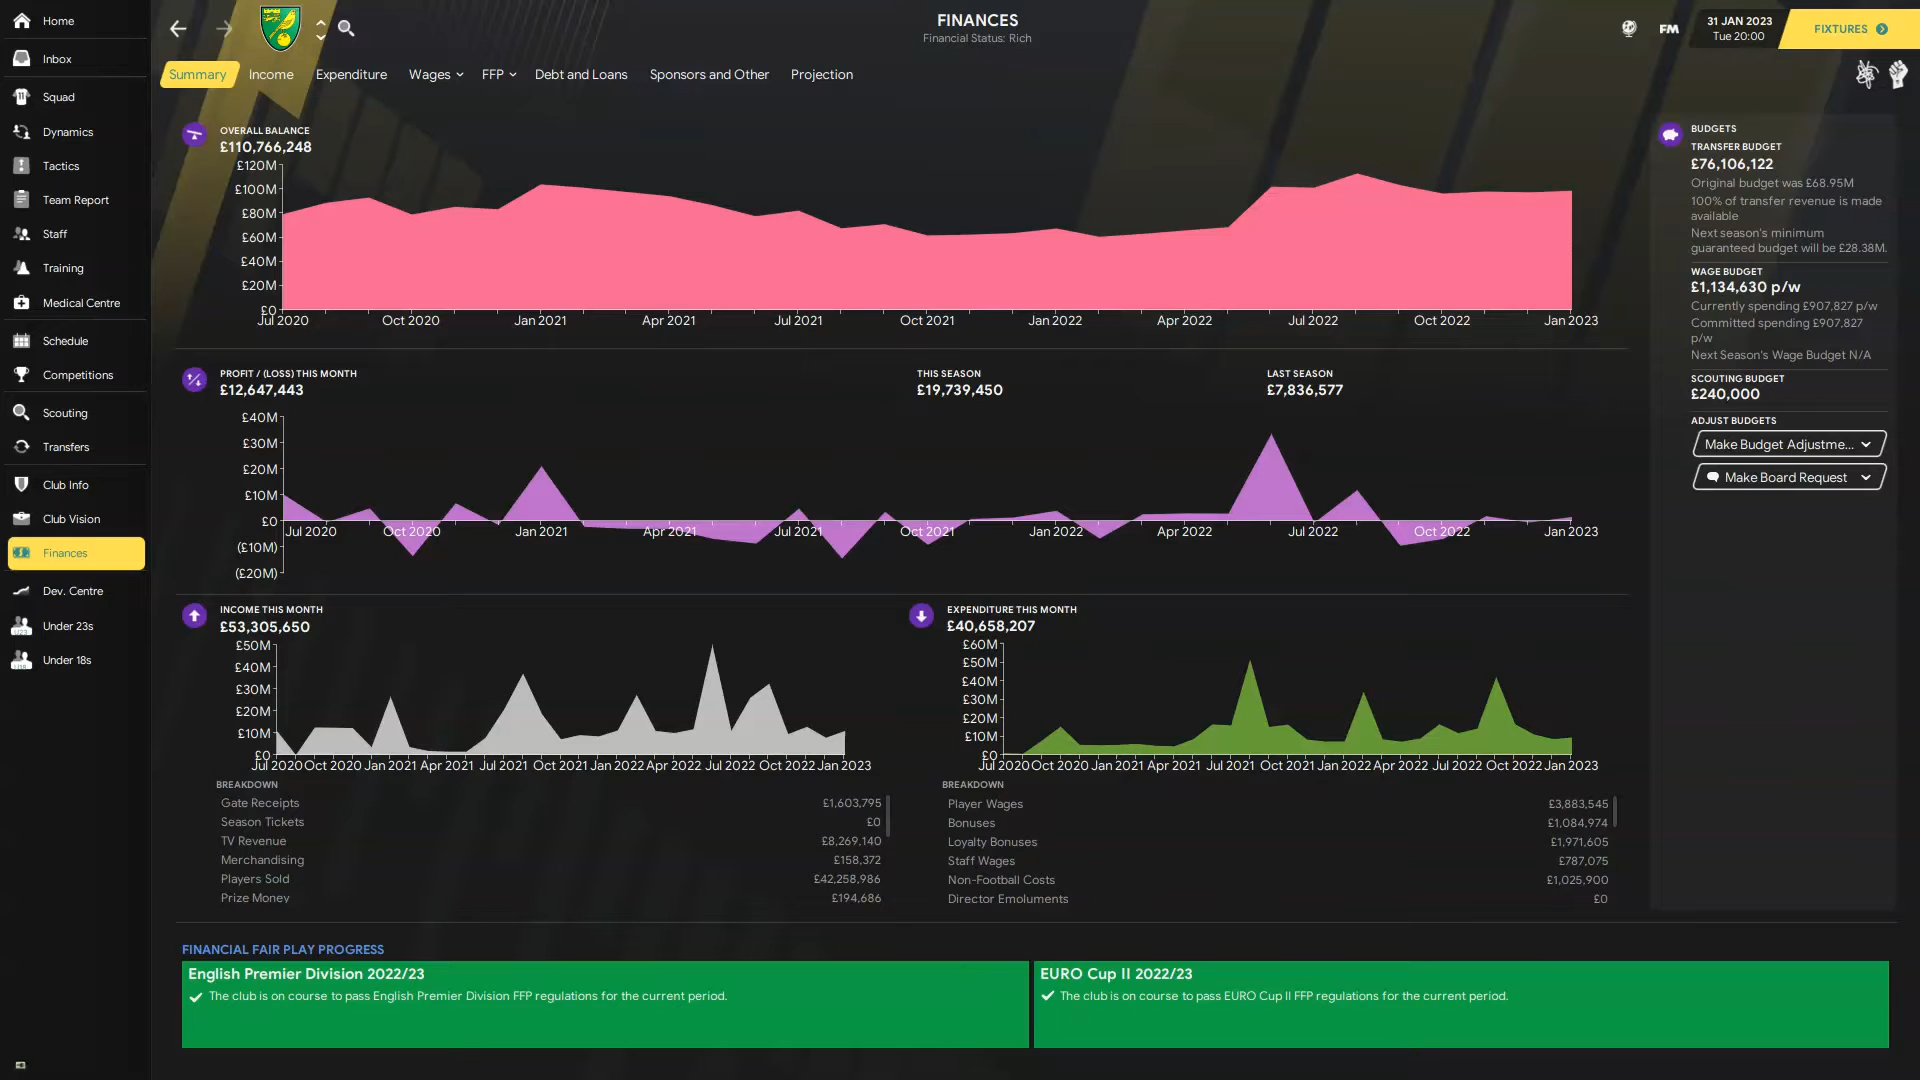 Home
Inbox
Squad
Dynamics
Tactics
Team Report
Staff
Training
Medical Centre
Schedule
Competitions
Scouting
Transfers
Club Info
Club Vision
Finances
Dev. Centre
Under 23s
Under 18s
FINANCES
Financial Status: Rich
FM
31 JAN 2023
Tue 20:00
FIXTURES
Summary Income Expenditure Wages FFP Debt and Loans Sponsors and Other Projection
OVERALL BALANCE
£110,766,248
£120M
£100M
£80M
£60M
£40M
£20M
£0
Jul 2020 Oct 2020 Jan 2021 Apr 2021 Jul 2021 Oct 2021 Jan 2022 Apr 2022 Jul 2022 Oct 2022 Jan 2023
PROFIT / (LOSS) THIS MONTH
£12,647,443
THIS SEASON
£19,739,450
LAST SEASON
£7,836,577
£40M
£30M
£20M
£10M
£0
(£10M)
(£20M)
Jul 2020 Oct 2020 Jan 2021 Apr 2021 Jul 2021 Oct 2021 Jan 2022 Apr 2022 Jul 2022 Oct 2022 Jan 2023
INCOME THIS MONTH
£53,305,650
£50M
£40M
£30M
£20M
£10M
£0
Jul 2020 Oct 2020 Jan 2021 Apr 2021 Jul 2021 Oct 2021 Jan 2022 Apr 2022 Jul 2022 Oct 2022 Jan 2023
BREAKDOWN
Gate Receipts £1,603,795
Season Tickets £0
TV Revenue £8,269,140
Merchandising £158,372
Players Sold £42,258,986
Prize Money £194,686
EXPENDITURE THIS MONTH
£40,658,207
£60M
£50M
£40M
£30M
£20M
£10M
£0
Jul 2020 Oct 2020 Jan 2021 Apr 2021 Jul 2021 Oct 2021 Jan 2022 Apr 2022 Jul 2022 Oct 2022 Jan 2023
BREAKDOWN
Player Wages £3,883,545
Bonuses £1,084,974
Loyalty Bonuses £1,971,605
Staff Wages £787,075
Non-Football Costs £1,025,900
Director Emoluments £0
BUDGETS
TRANSFER BUDGET
£76,106,122
Original budget was £68.95M
100% of transfer revenue is made
available
Next season's minimum
guaranteed budget will be £28.38M.
WAGE BUDGET
£1,134,630 p/w
Currently spending £907,827 p/w
Committed spending £907,827
p/w
Next Season's Wage Budget N/A
SCOUTING BUDGET
£240,000
ADJUST BUDGETS
Make Budget Adjustme...
Make Board Request
FINANCIAL FAIR PLAY PROGRESS
English Premier Division 2022/23
The club is on course to pass English Premier Division FFP regulations for the current period.
EURO Cup II 2022/23
The club is on course to pass EURO Cup II FFP regulations for the current period.